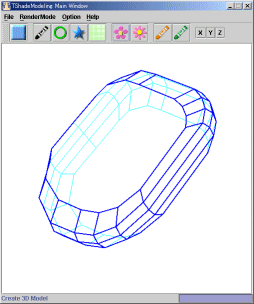 TShadeModeling Main Window
File RenderMode Option Help
X Y Z
Create 3D Model